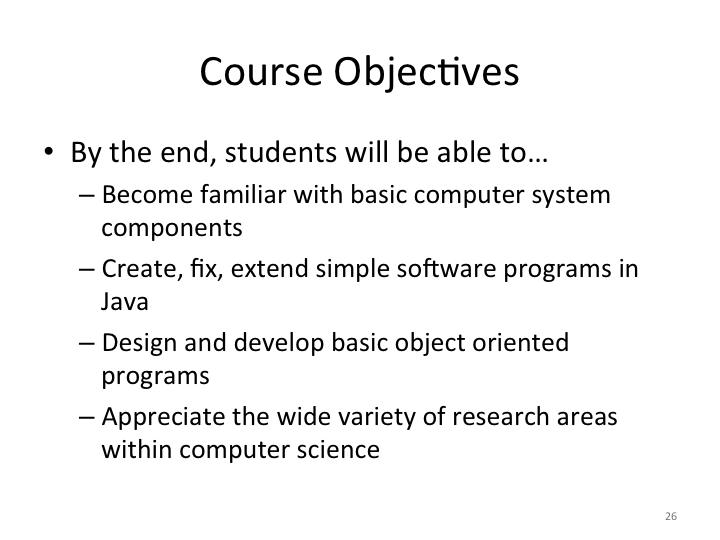 Course Objectives
• By the end, students will be able to…
– Become familiar with basic computer system
components
– Create, fix, extend simple software programs in
Java
– Design and develop basic object oriented
programs
– Appreciate the wide variety of research areas
within computer science
26